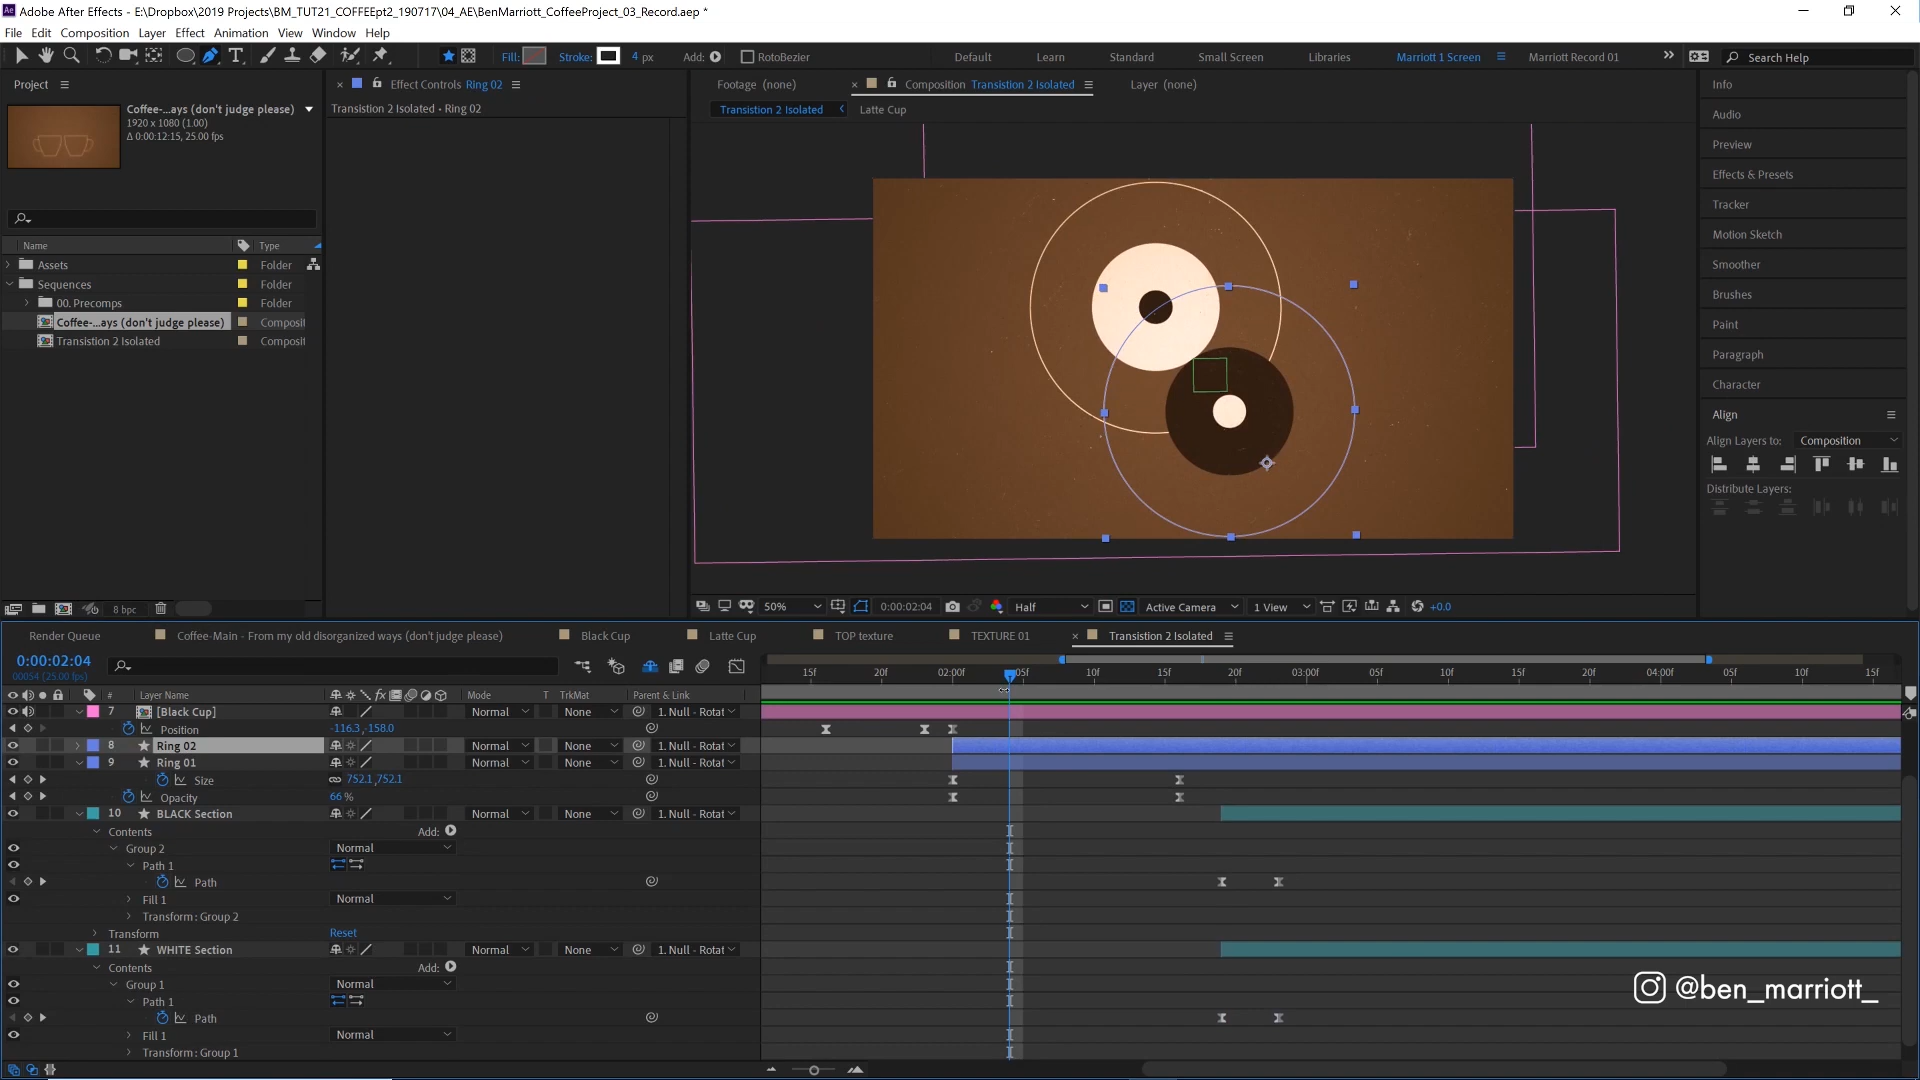 Adobe After Effects - E:\Dropbox\2019 Projects\BM_TUT21_COFFEEpt2_190717\04_AE\BenMarriott_CoffeeProject_03_Record.aep *
File Edit Composition Layer Effect Animation View Window Help
Fill: Stroke: 4 px Add: RotoBezier Default Learn Standard Small Screen Libraries Marriott 1 Screen Marriott Record 01 Search Help
Project
Coffee-...ays (don't judge please)
1920 x 1080 (1.00)
Δ 0:00:12:15, 25.00 fps
Name Type
Assets Folder
Sequences Folder
00. Precomps Folder
Coffee-...ays (don't judge please) Composit
Transistion 2 Isolated Composit
8 bpc
Effect Controls Ring 02
Transistion 2 Isolated • Ring 02
Footage (none) Composition Transistion 2 Isolated Layer (none)
Transistion 2 Isolated Latte Cup
50% 0:00:02:04 Half Active Camera 1 View +0.0
Info
Audio
Preview
Effects & Presets
Tracker
Motion Sketch
Smoother
Wiggler
Brushes
Paint
Paragraph
Character
Align
Align Layers to: Composition
Distribute Layers:
Render Queue Coffee-Main - From my old disorganized ways (don't judge please) Black Cup Latte Cup TOP texture TEXTURE 01 Transistion 2 Isolated
0:00:02:04
00054 (25.00 fps)
15f 20f 02:00f 05f 10f 15f 20f 03:00f 05f 10f 15f 20f 04:00f 05f 10f 15f
# Layer Name fx Mode T TrkMat Parent & Link
7 [Black Cup] Normal None 1. Null - Rotat
Position -116.3,-158.0
8 Ring 02 Normal None 1. Null - Rotat
9 Ring 01 Normal None 1. Null - Rotat
Size 752.1,752.1
Opacity 66 %
10 BLACK Section Normal None 1. Null - Rotat
Contents Add:
Group 2 Normal
Path 1
Path
Fill 1 Normal
Transform: Group 2
Transform Reset
11 WHITE Section Normal None 1. Null - Rotat
Contents Add:
Group 1 Normal
Path 1
Path
Fill 1 Normal
Transform: Group 1
@ben_marriott_